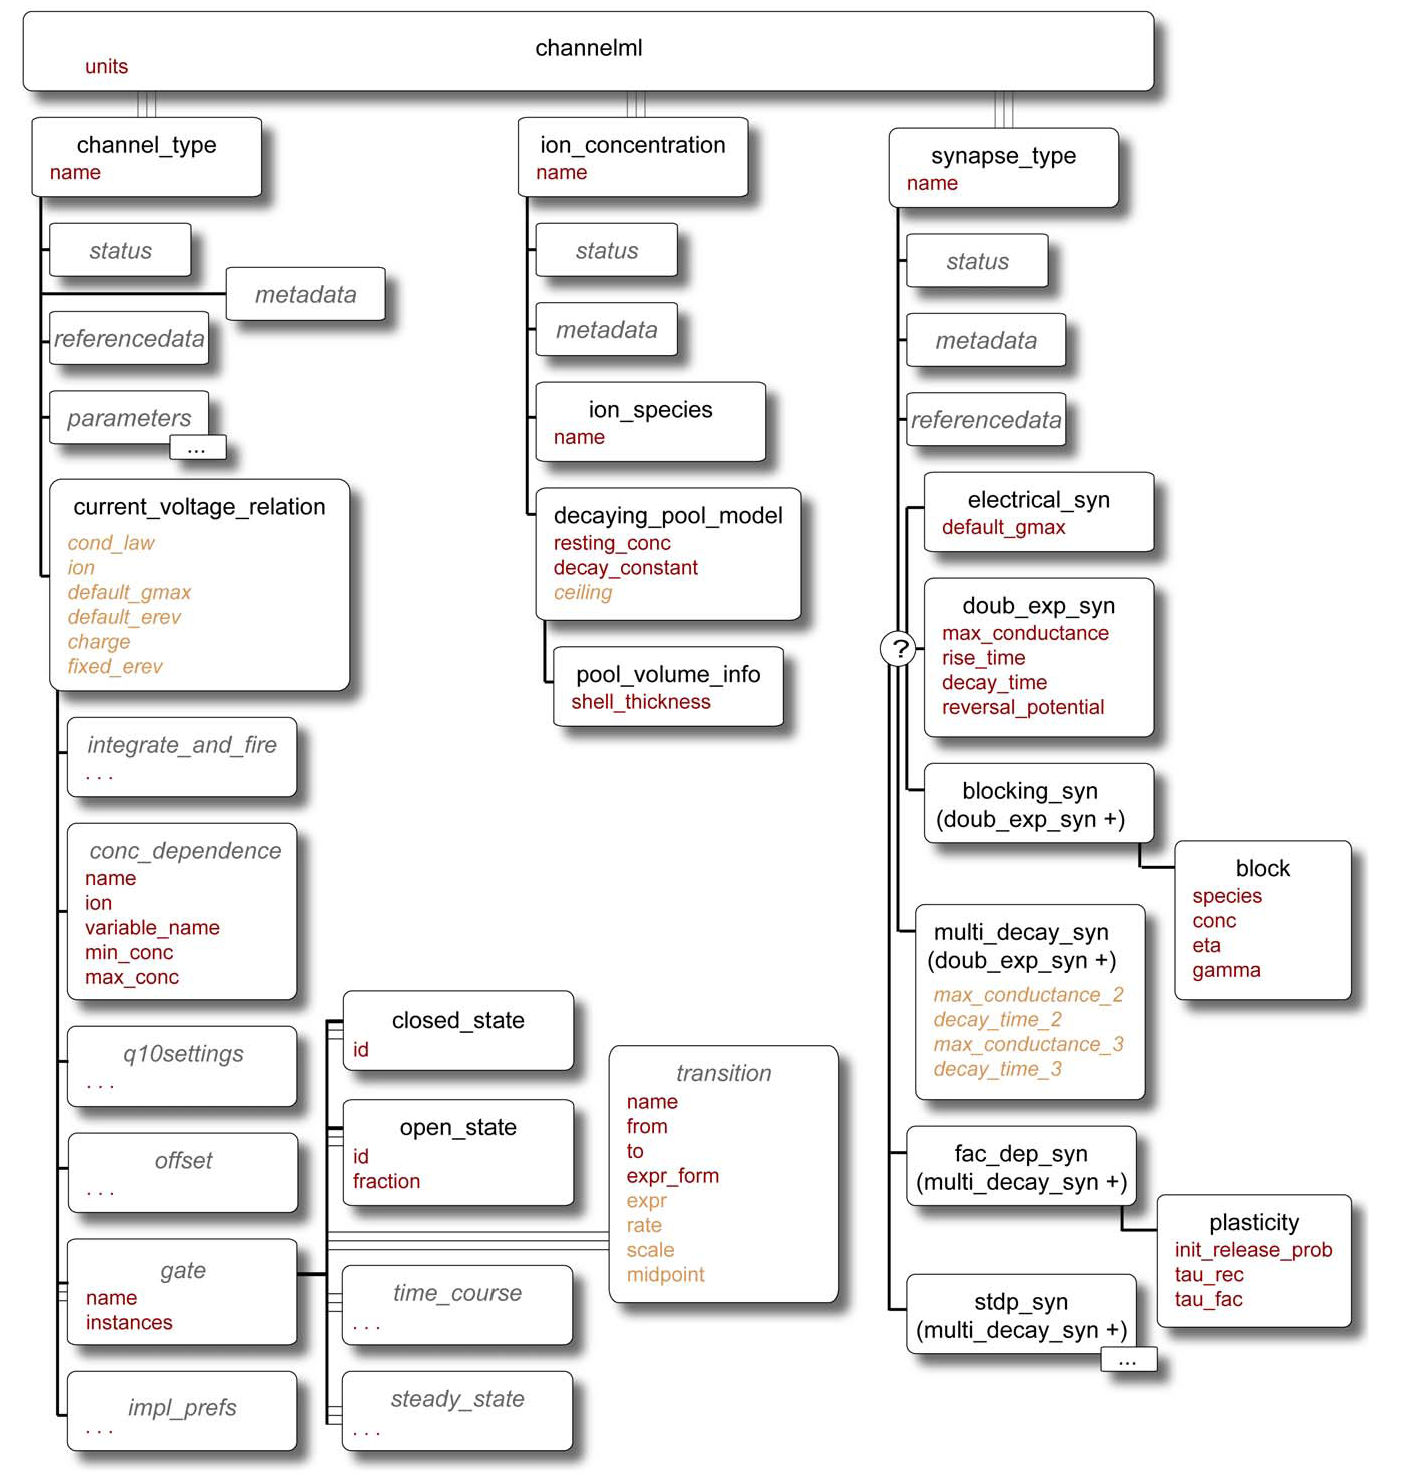 channelml
units
channel_type
name
status
metadata
referencedata
parameters
...
current_voltage_relation
cond_law
ion
default_gmax
default_erev
charge
fixed_erev
integrate_and_fire
. . .
conc_dependence
name
ion
variable_name
min_conc
max_conc
q10settings
. . .
offset
. . .
gate
name
instances
impl_prefs
. . .
closed_state
id
open_state
id
fraction
transition
name
from
to
expr_form
expr
rate
scale
midpoint
time_course
. . .
steady_state
. . .
ion_concentration
name
status
metadata
ion_species
name
decaying_pool_model
resting_conc
decay_constant
ceiling
pool_volume_info
shell_thickness
synapse_type
name
status
metadata
referencedata
?
electrical_syn
default_gmax
doub_exp_syn
max_conductance
rise_time
decay_time
reversal_potential
blocking_syn
(doub_exp_syn +)
block
species
conc
eta
gamma
multi_decay_syn
(doub_exp_syn +)
max_conductance_2
decay_time_2
max_conductance_3
decay_time_3
fac_dep_syn
(multi_decay_syn +)
plasticity
init_release_prob
tau_rec
tau_fac
stdp_syn
(multi_decay_syn +)
...